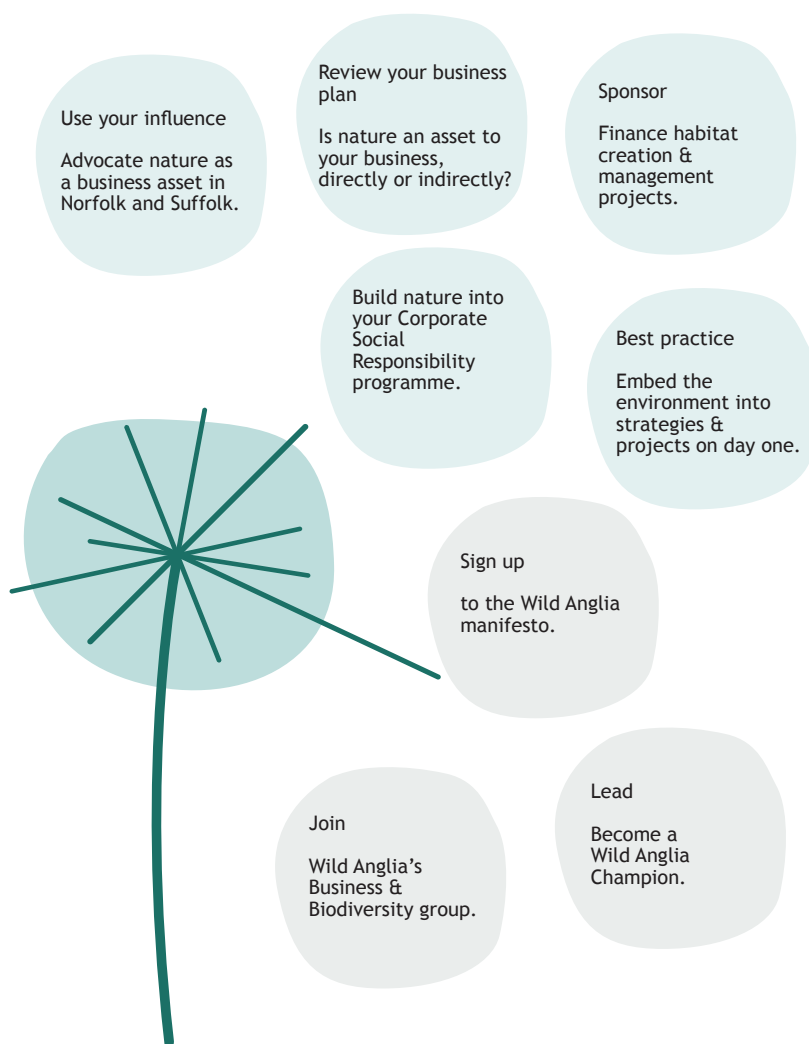 Use your influence
Advocate nature as
a business asset in
Norfolk and Suffolk.
Review your business
plan
Is nature an asset to
your business,
directly or indirectly?
Sponsor
Finance habitat
creation &
management
projects.
Build nature into
your Corporate
Social
Responsibility
programme.
Best practice
Embed the
environment into
strategies &
projects on day one.
Sign up
to the Wild Anglia
manifesto.
Lead
Become a
Wild Anglia
Champion.
Join
Wild Anglia’s
Business &
Biodiversity group.